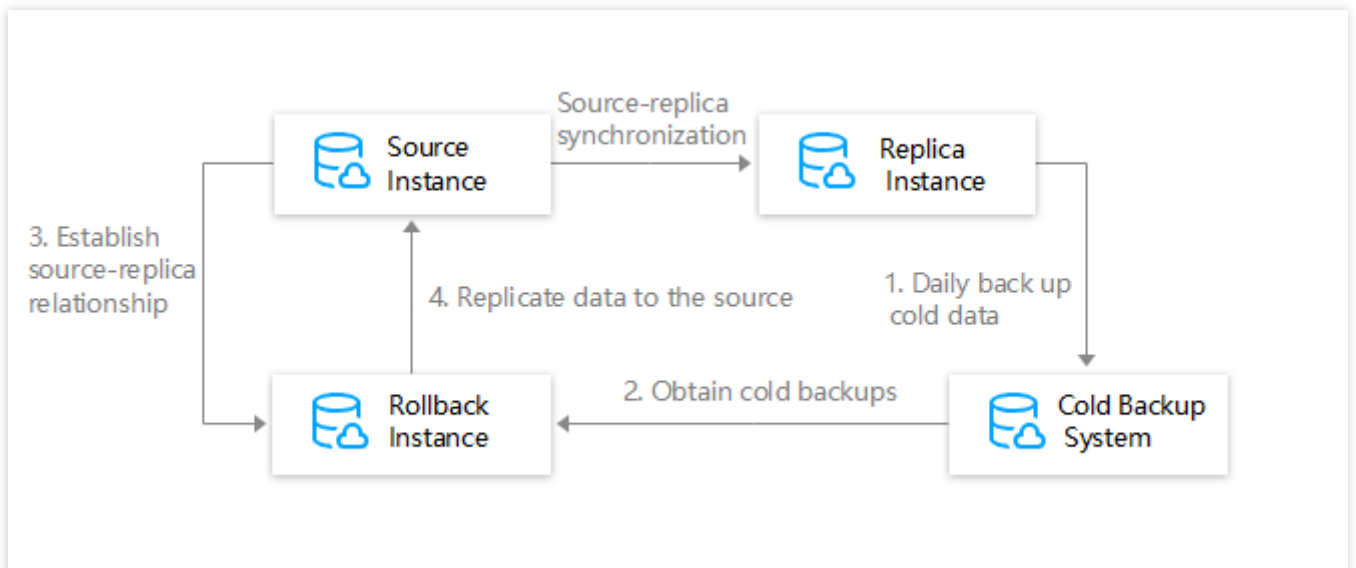 Source-replica
synchronization
Source
Instance
Replica
Instance
3. Establish
source-replica
relationship
4. Replicate data to the source
1. Daily back up
cold data
Rollback
Instance
2. Obtain cold backups
Cold Backup
System